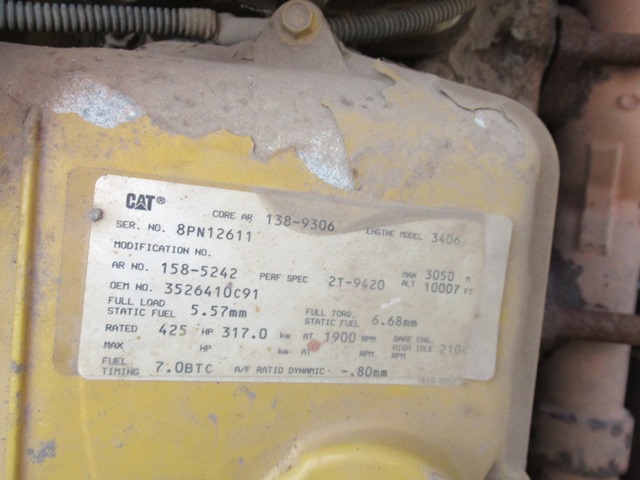 CAT®
CORE AR 138-9306
SER. NO. 8PN12611 ENGINE MODEL 3406
MODIFICATION NO.
AR NO. 158-5242 PERF SPEC 2T-9420 MAX ALT 3050 M 10007 FT
OEM NO. 3526410C91
FULL LOAD STATIC FUEL 5.57mm FULL TORQ. STATIC FUEL 6.68mm
RATED 425 HP 317.0 kw AT 1900 RPM BARE ENG. HIGH IDLE 2104
MAX HP kw AT RPM RPM
FUEL TIMING 7.0BTC A/F RATIO DYNAMIC -.80mm